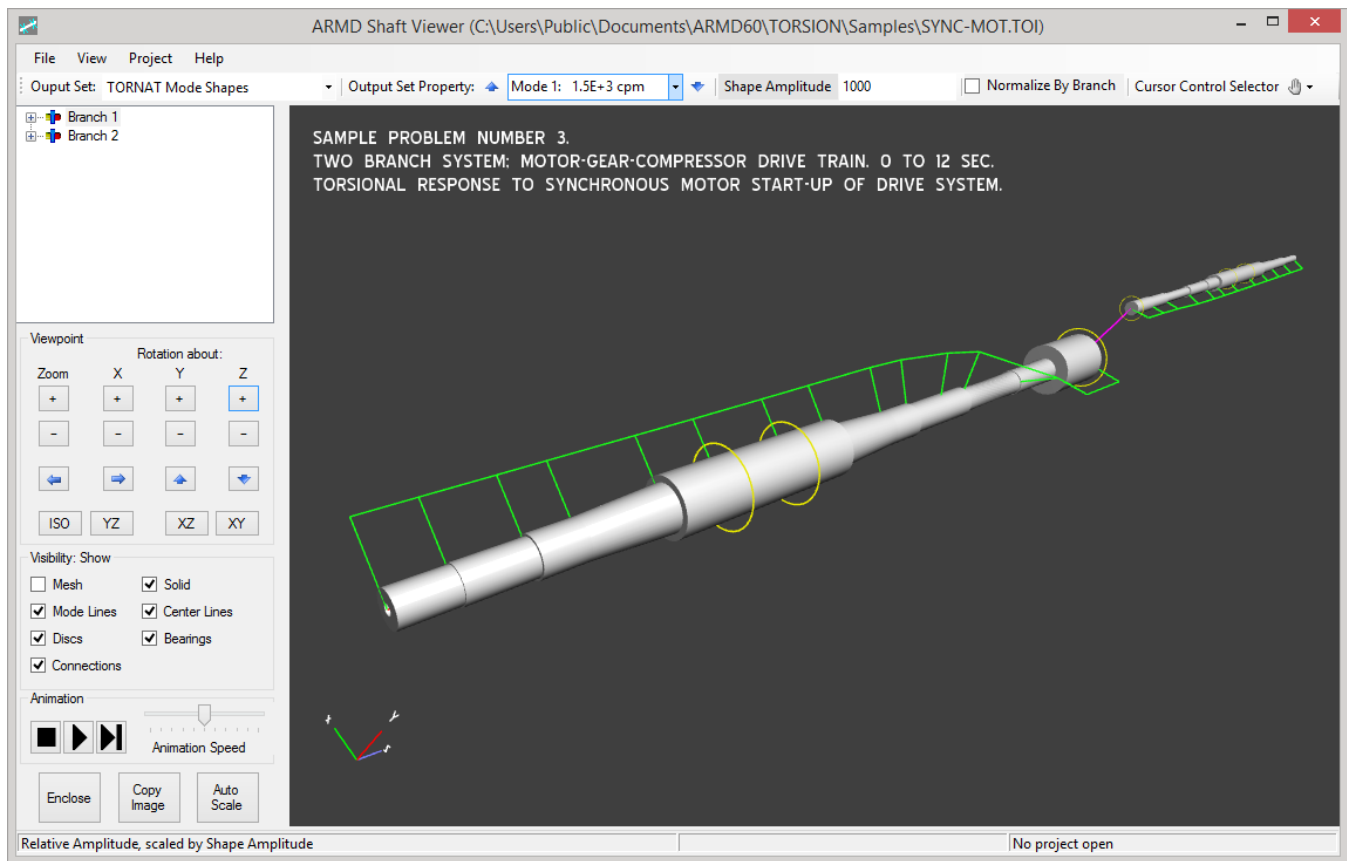 ARMD Shaft Viewer (C:\Users\Public\Documents\ARMD60\TORSION\Samples\SYNC-MOT.TOI)
File View Project Help
Ouput Set: TORNAT Mode Shapes Output Set Property: Mode 1: 1.5E+3 cpm Shape Amplitude 1000 Normalize By Branch Cursor Control Selector
Branch 1
Branch 2
SAMPLE PROBLEM NUMBER 3.
TWO BRANCH SYSTEM; MOTOR-GEAR-COMPRESSOR DRIVE TRAIN. 0 TO 12 SEC.
TORSIONAL RESPONSE TO SYNCHRONOUS MOTOR START-UP OF DRIVE SYSTEM.
Viewpoint
Rotation about:
Zoom X Y Z
+ + + +
- - - -
ISO YZ XZ XY
Visibility: Show
Mesh Solid
Mode Lines Center Lines
Discs Bearings
Connections
Animation
Animation Speed
Enclose Copy Image Auto Scale
X Y Z
Relative Amplitude, scaled by Shape Amplitude No project open